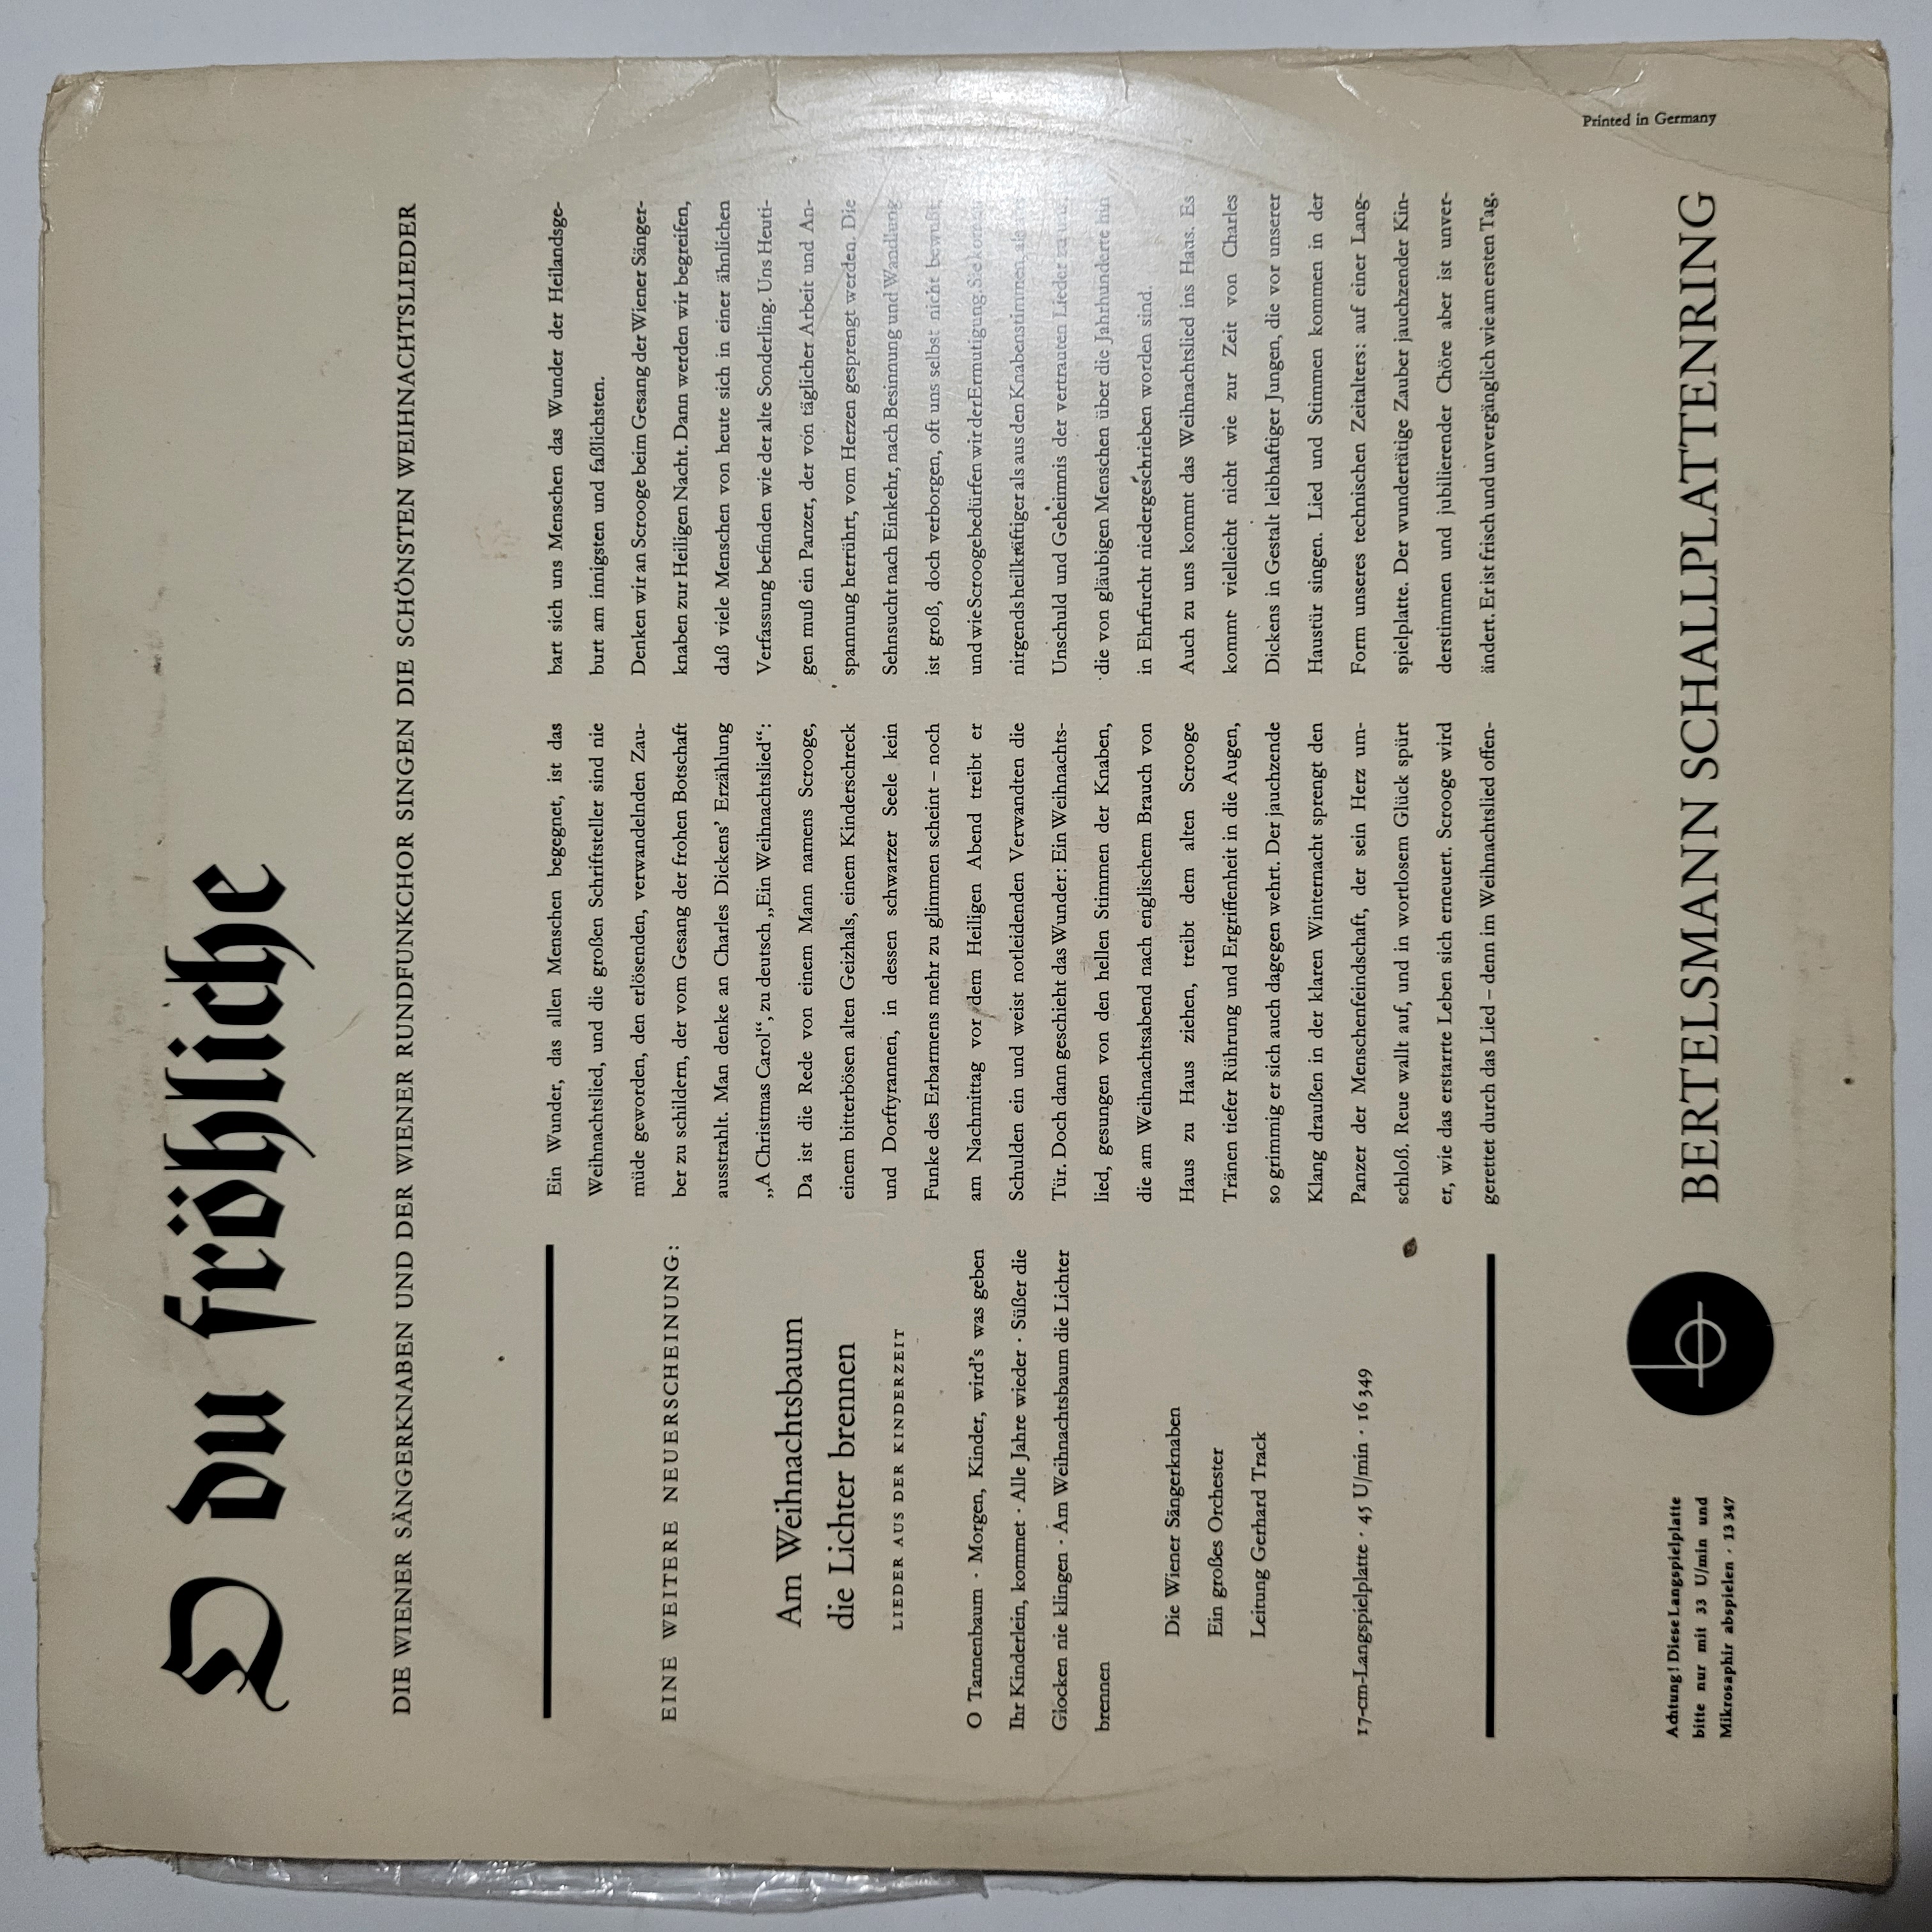 O du fröhliche
DIE WIENER SÄNGERKNABEN UND DER WIENER RUNDFUNKCHOR SINGEN DIE SCHÖNSTEN WEIHNACHTSLIEDER
EINE WEITERE NEUERSCHEINUNG:
Am Weihnachtsbaum
die Lichter brennen
LIEDER AUS DER KINDERZEIT
O Tannenbaum · Morgen, Kinder, wird's was geben
Ihr Kinderlein, kommet · Alle Jahre wieder · Süßer die
Glocken nie klingen · Am Weihnachtsbaum die Lichter
brennen
Die Wiener Sängerknaben
Ein großes Orchester
Leitung Gerhard Track
17-cm-Langspielplatte · 45 U/min · 16 349
Ein Wunder, das allen Menschen begegnet, ist das
Weihnachtslied, und die großen Schriftsteller sind nie
müde geworden, den erlösenden, verwandelnden Zau-
ber zu schildern, der vom Gesang der frohen Botschaft
ausstrahlt. Man denke an Charles Dickens' Erzählung
„A Christmas Carol“, zu deutsch „Ein Weihnachtslied“:
Da ist die Rede von einem Mann namens Scrooge,
einem bitterbösen alten Geizhals, einem Kinderschreck
und Dorftyrannen, in dessen schwarzer Seele kein
Funke des Erbarmens mehr zu glimmen scheint – noch
am Nachmittag vor dem Heiligen Abend treibt er
Schulden ein und weist notleidenden Verwandten die
Tür. Doch dann geschieht das Wunder: Ein Weihnachts-
lied, gesungen von den hellen Stimmen der Knaben,
die am Weihnachtsabend nach englischem Brauch von
Haus zu Haus ziehen, treibt dem alten Scrooge
Tränen tiefer Rührung und Ergriffenheit in die Augen,
so grimmig er sich auch dagegen wehrt. Der jauchzende
Klang draußen in der klaren Winternacht sprengt den
Panzer der Menschenfeindschaft, der sein Herz um-
schloß. Reue wallt auf, und in wortlosem Glück spürt
er, wie das erstarrte Leben sich erneuert. Scrooge wird
gerettet durch das Lied – denn im Weihnachtslied offen-
bart sich uns Menschen das Wunder der Heilandsge-
burt am innigsten und faßlichsten.
Denken wir an Scrooge beim Gesang der Wiener Sänger-
knaben zur Heiligen Nacht. Dann werden wir begreifen,
daß viele Menschen von heute sich in einer ähnlichen
Verfassung befinden wie der alte Sonderling. Uns Heuti-
gen muß ein Panzer, der von täglicher Arbeit und An-
spannung herrührt, vom Herzen gesprengt werden. Die
Sehnsucht nach Einkehr, nach Besinnung und Wandlung
ist groß, doch verborgen, oft uns selbst nicht bewußt,
und wie Scrooge bedürfen wir der Ermutigung. Sie kommt
nirgends heilkräftiger als aus den Knabenstimmen, als
Unschuld und Geheimnis der vertrauten Lieder zu uns,
die von gläubigen Menschen über die Jahrhunderte hin
in Ehrfurcht niedergeschrieben worden sind.
Auch zu uns kommt das Weihnachtslied ins Haus. Es
kommt vielleicht nicht wie zur Zeit von Charles
Dickens in Gestalt leibhaftiger Jungen, die vor unserer
Haustür singen. Lied und Stimmen kommen in der
Form unseres technischen Zeitalters: auf einer Lang-
spielplatte. Der wundertätige Zauber jauchzender Kin-
derstimmen und jubilierender Chöre aber ist unver-
ändert. Er ist frisch und unvergänglich wie am ersten Tag.
Achtung! Diese Langspielplatte
bitte nur mit 33 U/min und
Mikrosaphir abspielen · 13 347
b
BERTELSMANN SCHALLPLATTENRING
Printed in Germany